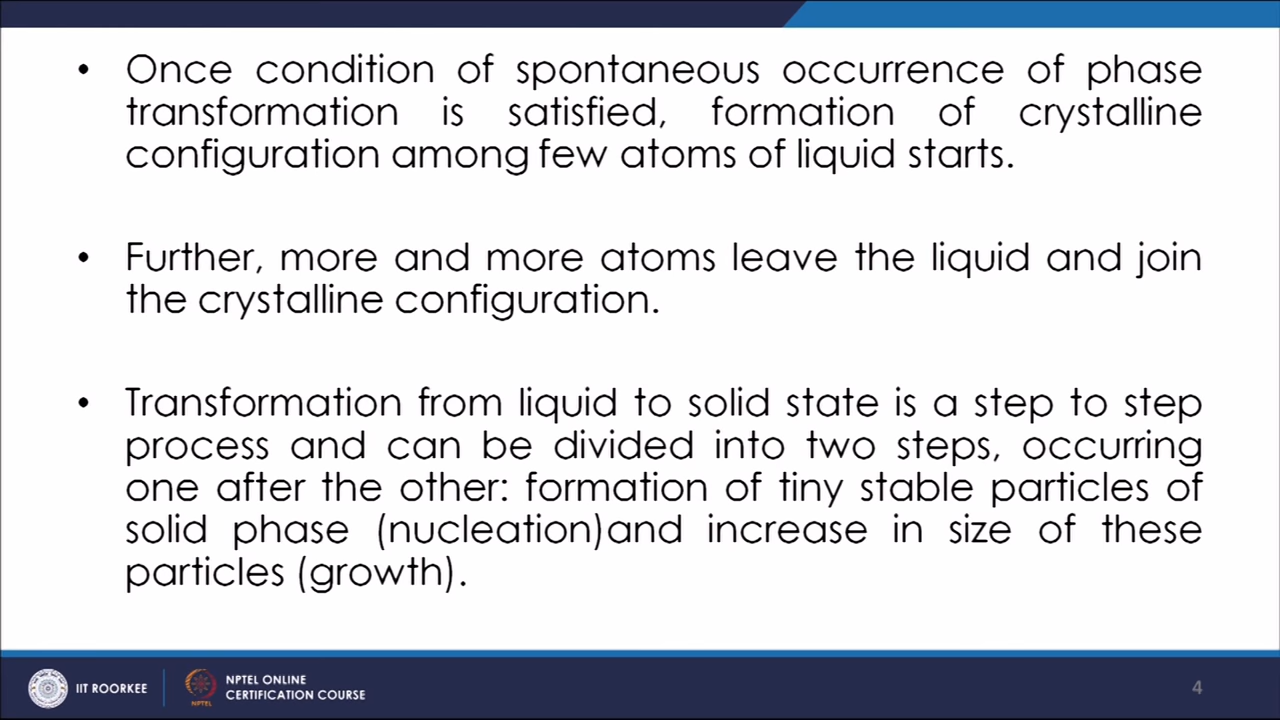 • Once condition of spontaneous occurrence of phase
transformation is satisfied, formation of crystalline
configuration among few atoms of liquid starts.
• Further, more and more atoms leave the liquid and join
the crystalline configuration.
• Transformation from liquid to solid state is a step to step
process and can be divided into two steps, occurring
one after the other: formation of tiny stable particles of
solid phase (nucleation)and increase in size of these
particles (growth).
IIT ROORKEE
NPTEL
NPTEL ONLINE
CERTIFICATION COURSE
4